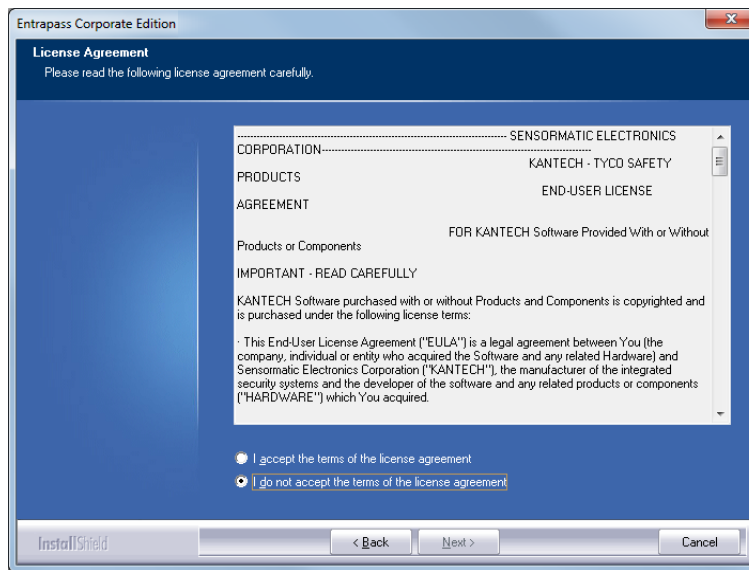 Entrapass Corporate Edition
License Agreement
Please read the following license agreement carefully.
------------------------------------------------------------------------------------ SENSORMATIC ELECTRONICS
CORPORATION------------------------------------------------------------------------------------
KANTECH - TYCO SAFETY
PRODUCTS
END-USER LICENSE
AGREEMENT
FOR KANTECH Software Provided With or Without
Products or Components
IMPORTANT - READ CAREFULLY
KANTECH Software purchased with or without Products and Components is copyrighted and
is purchased under the following license terms:
· This End-User License Agreement ("EULA") is a legal agreement between You (the
company, individual or entity who acquired the Software and any related Hardware) and
Sensormatic Electronics Corporation ("KANTECH"), the manufacturer of the integrated
security systems and the developer of the software and any related products or components
("HARDWARE") which You acquired.
I accept the terms of the license agreement
I do not accept the terms of the license agreement
InstallShield
< Back
Next >
Cancel